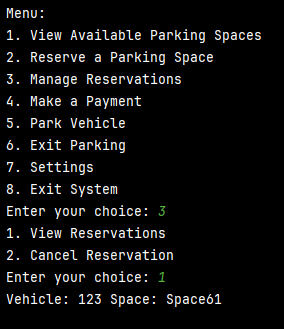 Menu:
1. View Available Parking Spaces
2. Reserve a Parking Space
3. Manage Reservations
4. Make a Payment
5. Park Vehicle
6. Exit Parking
7. Settings
8. Exit System
Enter your choice: 3
1. View Reservations
2. Cancel Reservation
Enter your choice: 1
Vehicle: 123 Space: Space61